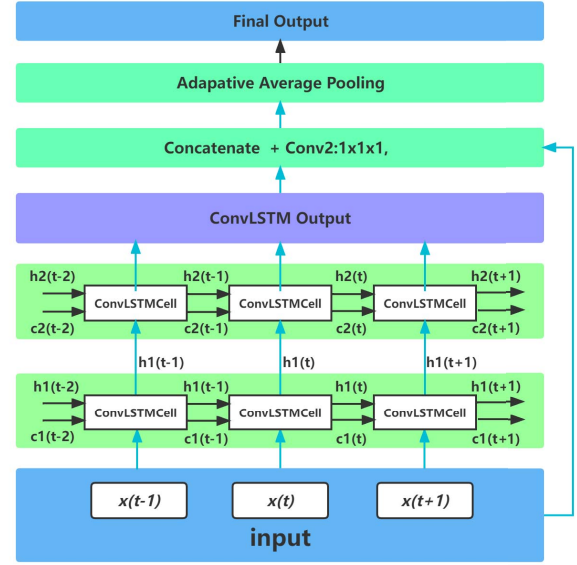 Final Output
Adapative Average Pooling
Concatenate + Conv2:1x1x1,
ConvLSTM Output
h2(t-2) h2(t-1) h2(t) h2(t+1)
ConvLSTMCell ConvLSTMCell ConvLSTMCell
c2(t-2) c2(t-1) c2(t) c2(t+1)
h1(t-1) h1(t) h1(t+1)
h1(t-2) h1(t-1) h1(t) h1(t+1)
ConvLSTMCell ConvLSTMCell ConvLSTMCell
c1(t-2) c1(t-1) c1(t) c1(t+1)
x(t-1) x(t) x(t+1)
input